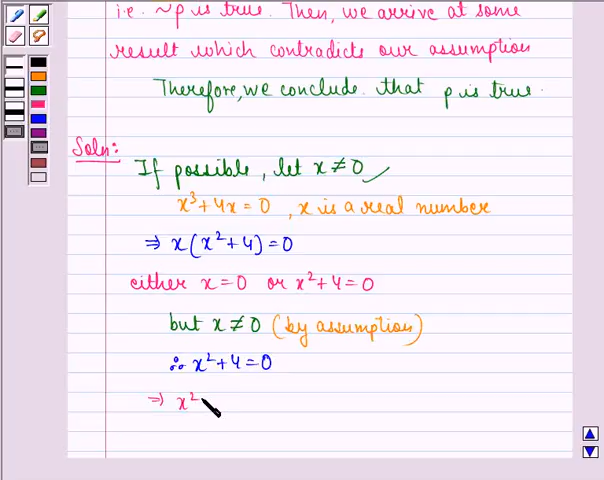 i.e. ~p is true. Then, we arrive at some
result which contradicts our assumption
Therefore, we conclude that p is true.
Soln:
If possible, let x ≠ 0 ✓
x³ + 4x = 0, x is a real number
⇒ x(x² + 4) = 0
either x = 0 or x² + 4 = 0
but x ≠ 0 (by assumption)
∴ x² + 4 = 0
⇒ x²